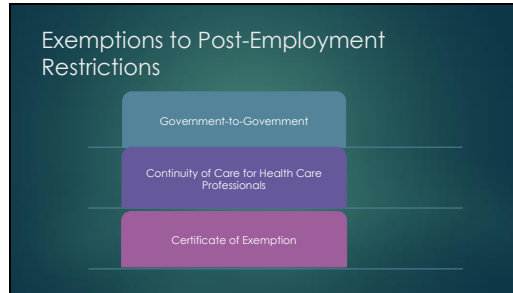 Exemptions to Post-Employment
Restrictions
Government-to-Government
Continuity of Care for Health Care
Professionals
Certificate of Exemption